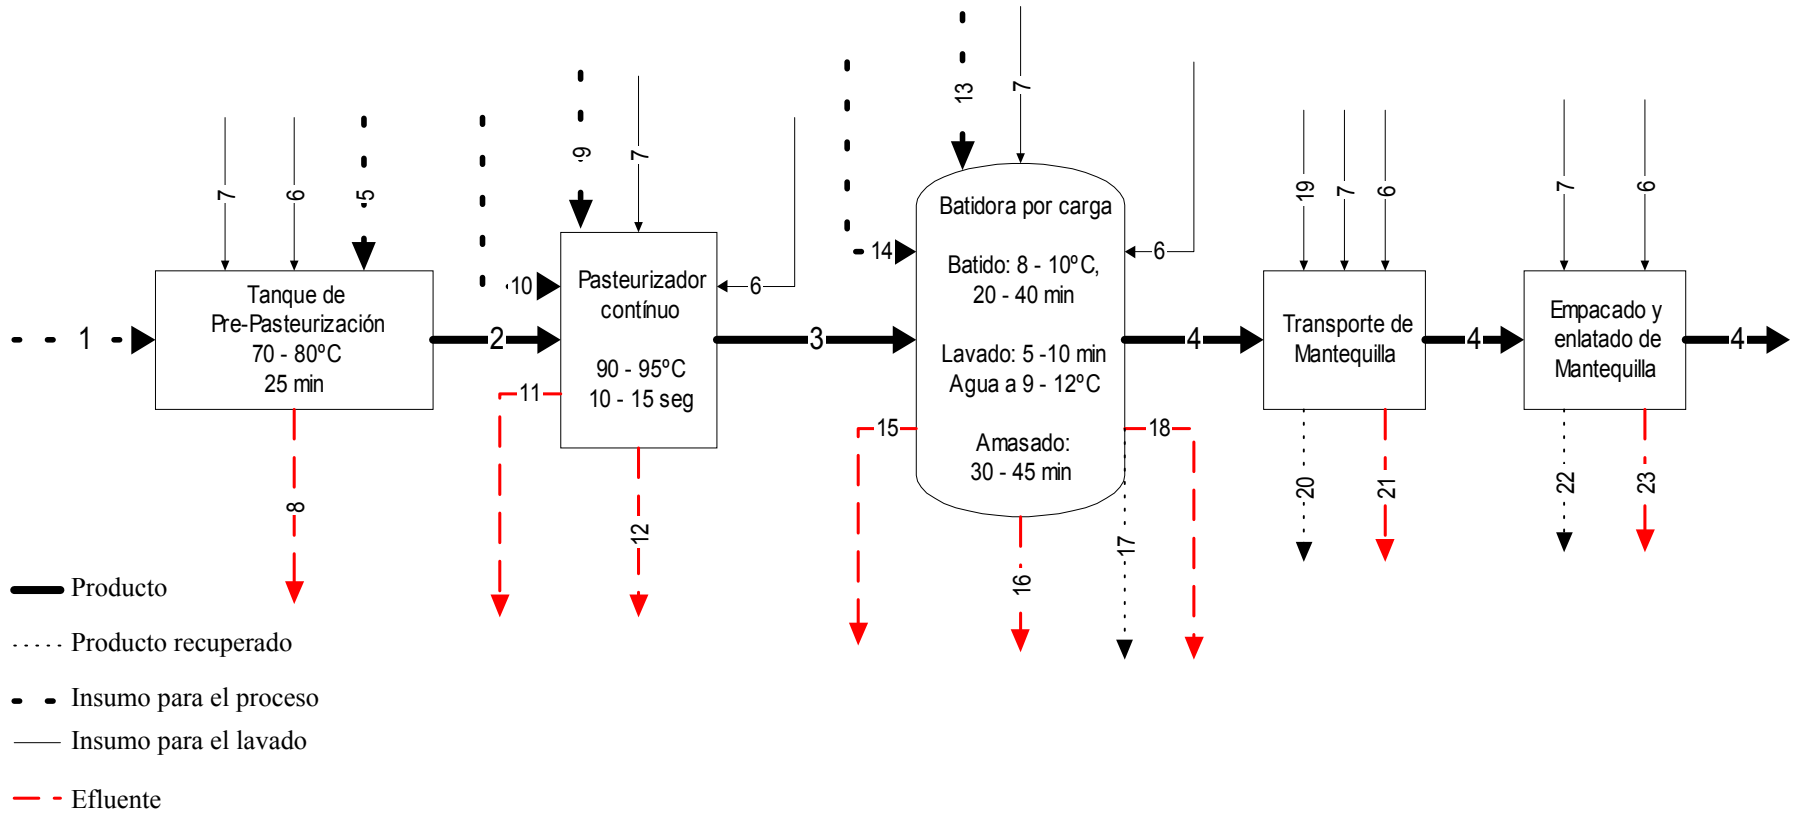 13
7
7
6
5
9
7
19
7
6
7
6
10
6
14
6
Tanque de
Pre-Pasteurización
70 - 80ºC
25 min
Pasteurizador
contínuo
90 - 95ºC
10 - 15 seg
Batidora por carga
Batido: 8 - 10ºC,
20 - 40 min
Lavado: 5 -10 min
Agua a 9 - 12ºC
Amasado:
30 - 45 min
Transporte de
Mantequilla
Empacado y
enlatado de
Mantequilla
1
2
3
4
4
4
11
15
18
8
12
16
17
20
21
22
23
Producto
Producto recuperado
Insumo para el proceso
Insumo para el lavado
Efluente